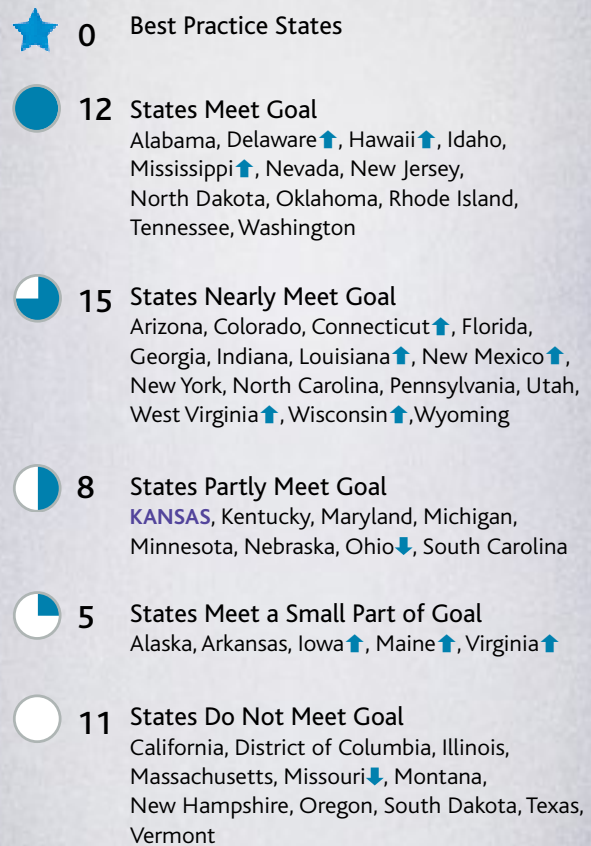 0 Best Practice States
12 States Meet Goal
Alabama, Delaware⬆, Hawaii⬆, Idaho,
Mississippi⬆, Nevada, New Jersey,
North Dakota, Oklahoma, Rhode Island,
Tennessee, Washington
15 States Nearly Meet Goal
Arizona, Colorado, Connecticut⬆, Florida,
Georgia, Indiana, Louisiana⬆, New Mexico⬆,
New York, North Carolina, Pennsylvania, Utah,
West Virginia⬆, Wisconsin⬆,Wyoming
8 States Partly Meet Goal
KANSAS, Kentucky, Maryland, Michigan,
Minnesota, Nebraska, Ohio⬇, South Carolina
5 States Meet a Small Part of Goal
Alaska, Arkansas, Iowa⬆, Maine⬆, Virginia⬆
11 States Do Not Meet Goal
California, District of Columbia, Illinois,
Massachusetts, Missouri⬇, Montana,
New Hampshire, Oregon, South Dakota, Texas,
Vermont